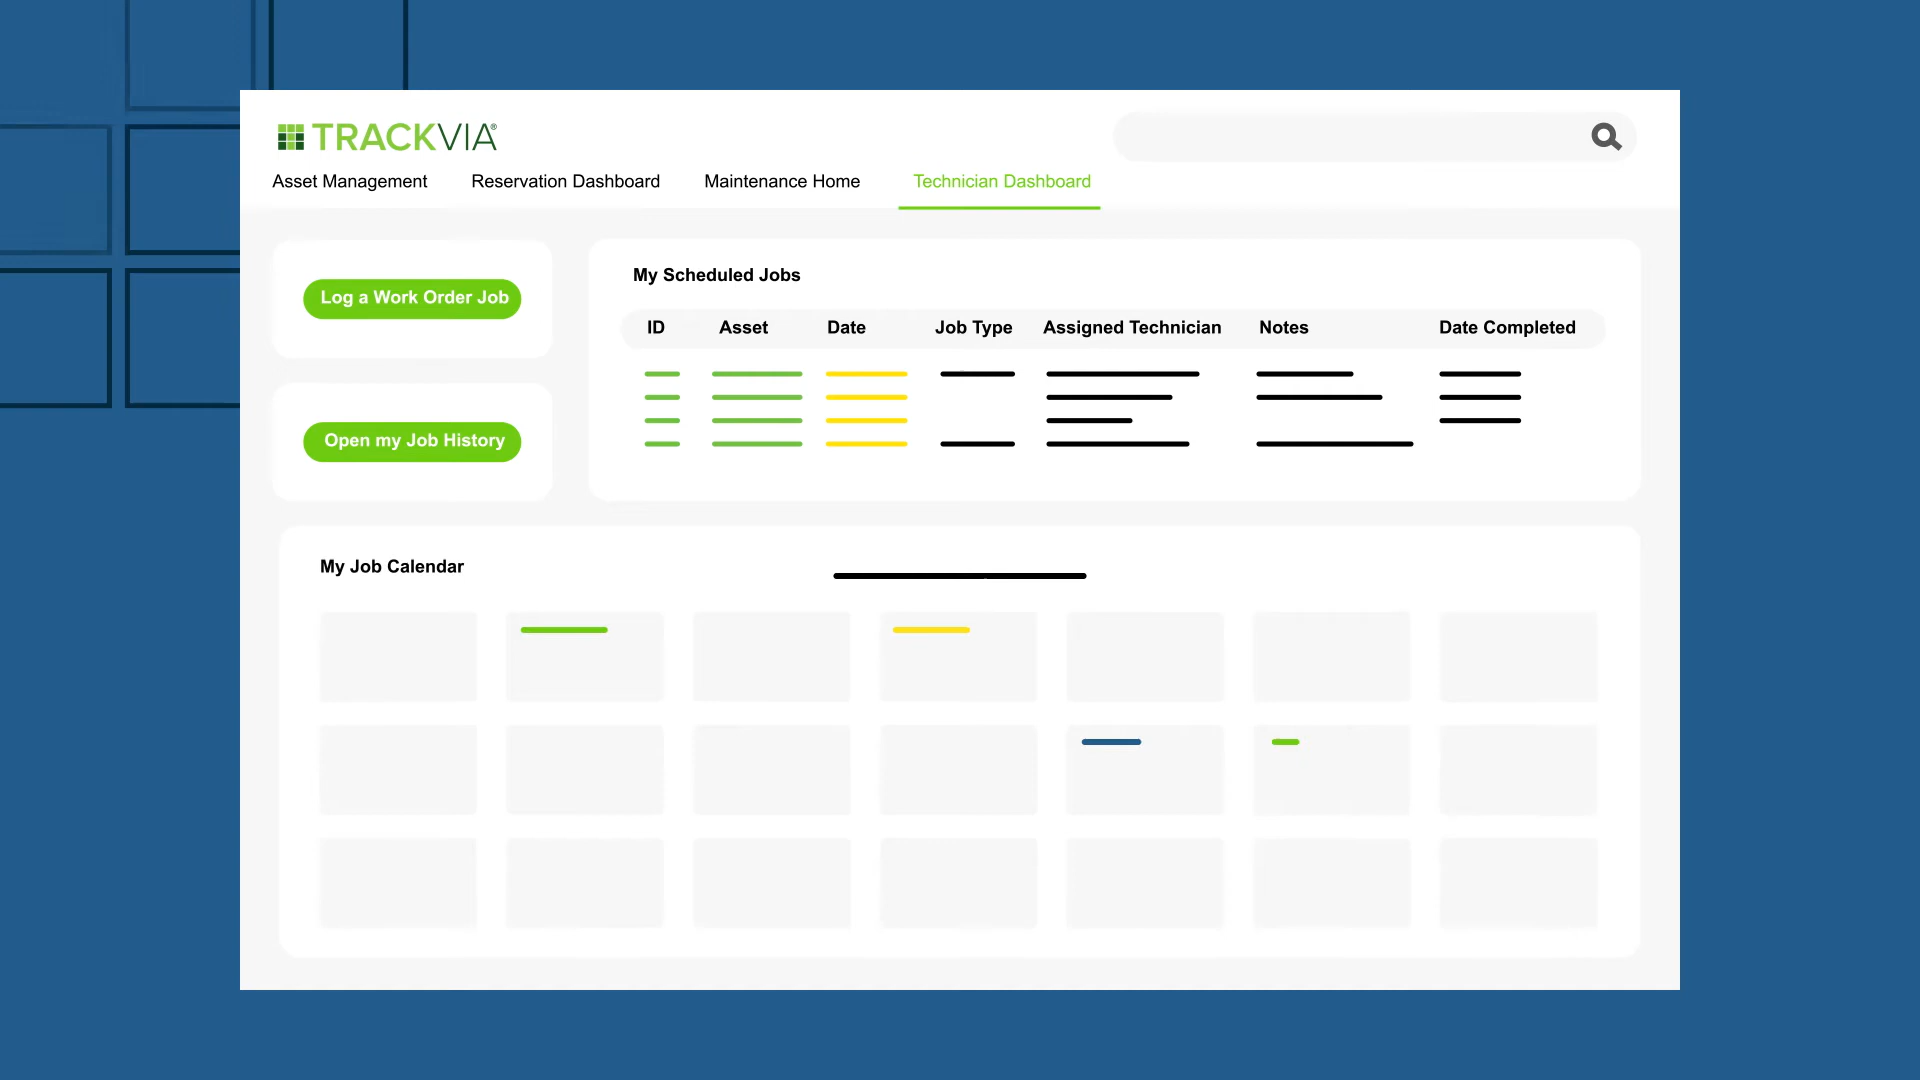 TRACKVIA®
Asset Management Reservation Dashboard Maintenance Home Technician Dashboard
Log a Work Order Job
Open my Job History
My Scheduled Jobs
ID Asset Date Job Type Assigned Technician Notes Date Completed
My Job Calendar